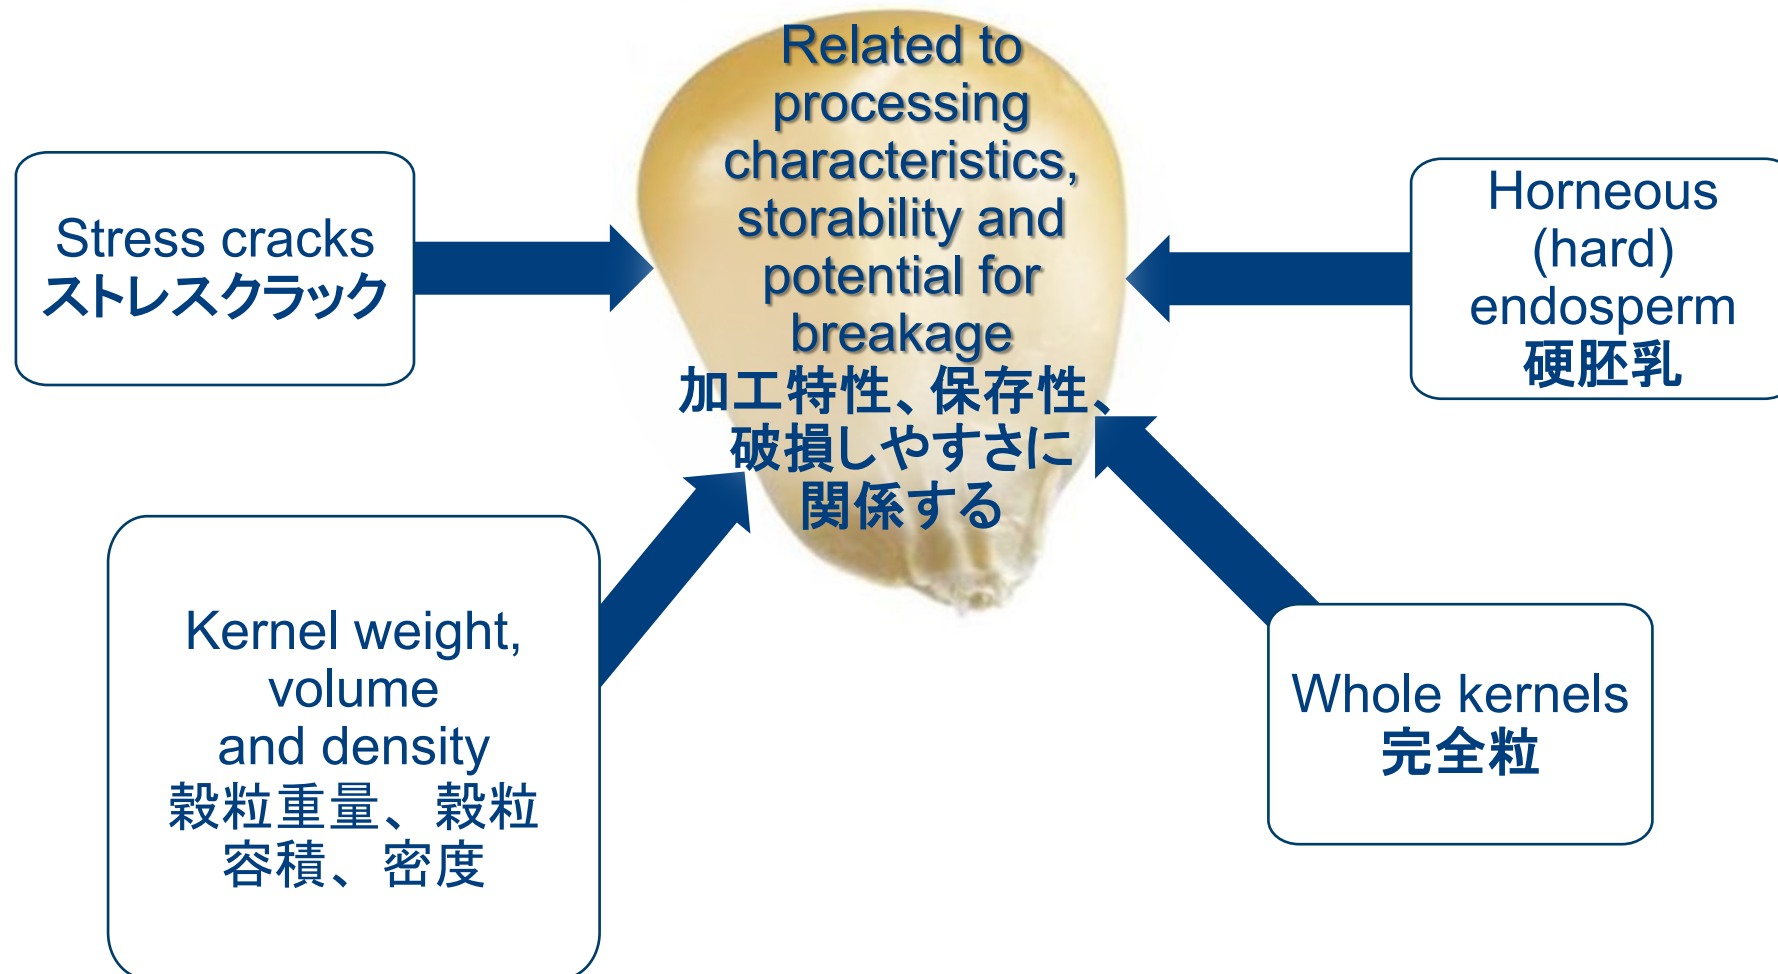 Related to
processing
characteristics,
storability and
potential for
breakage
加工特性、保存性、
破損しやすさに
関係する
Stress cracks
ストレスクラック
Horneous
(hard)
endosperm
硬胚乳
Kernel weight,
volume
and density
穀粒重量、穀粒
容積、密度
Whole kernels
完全粒